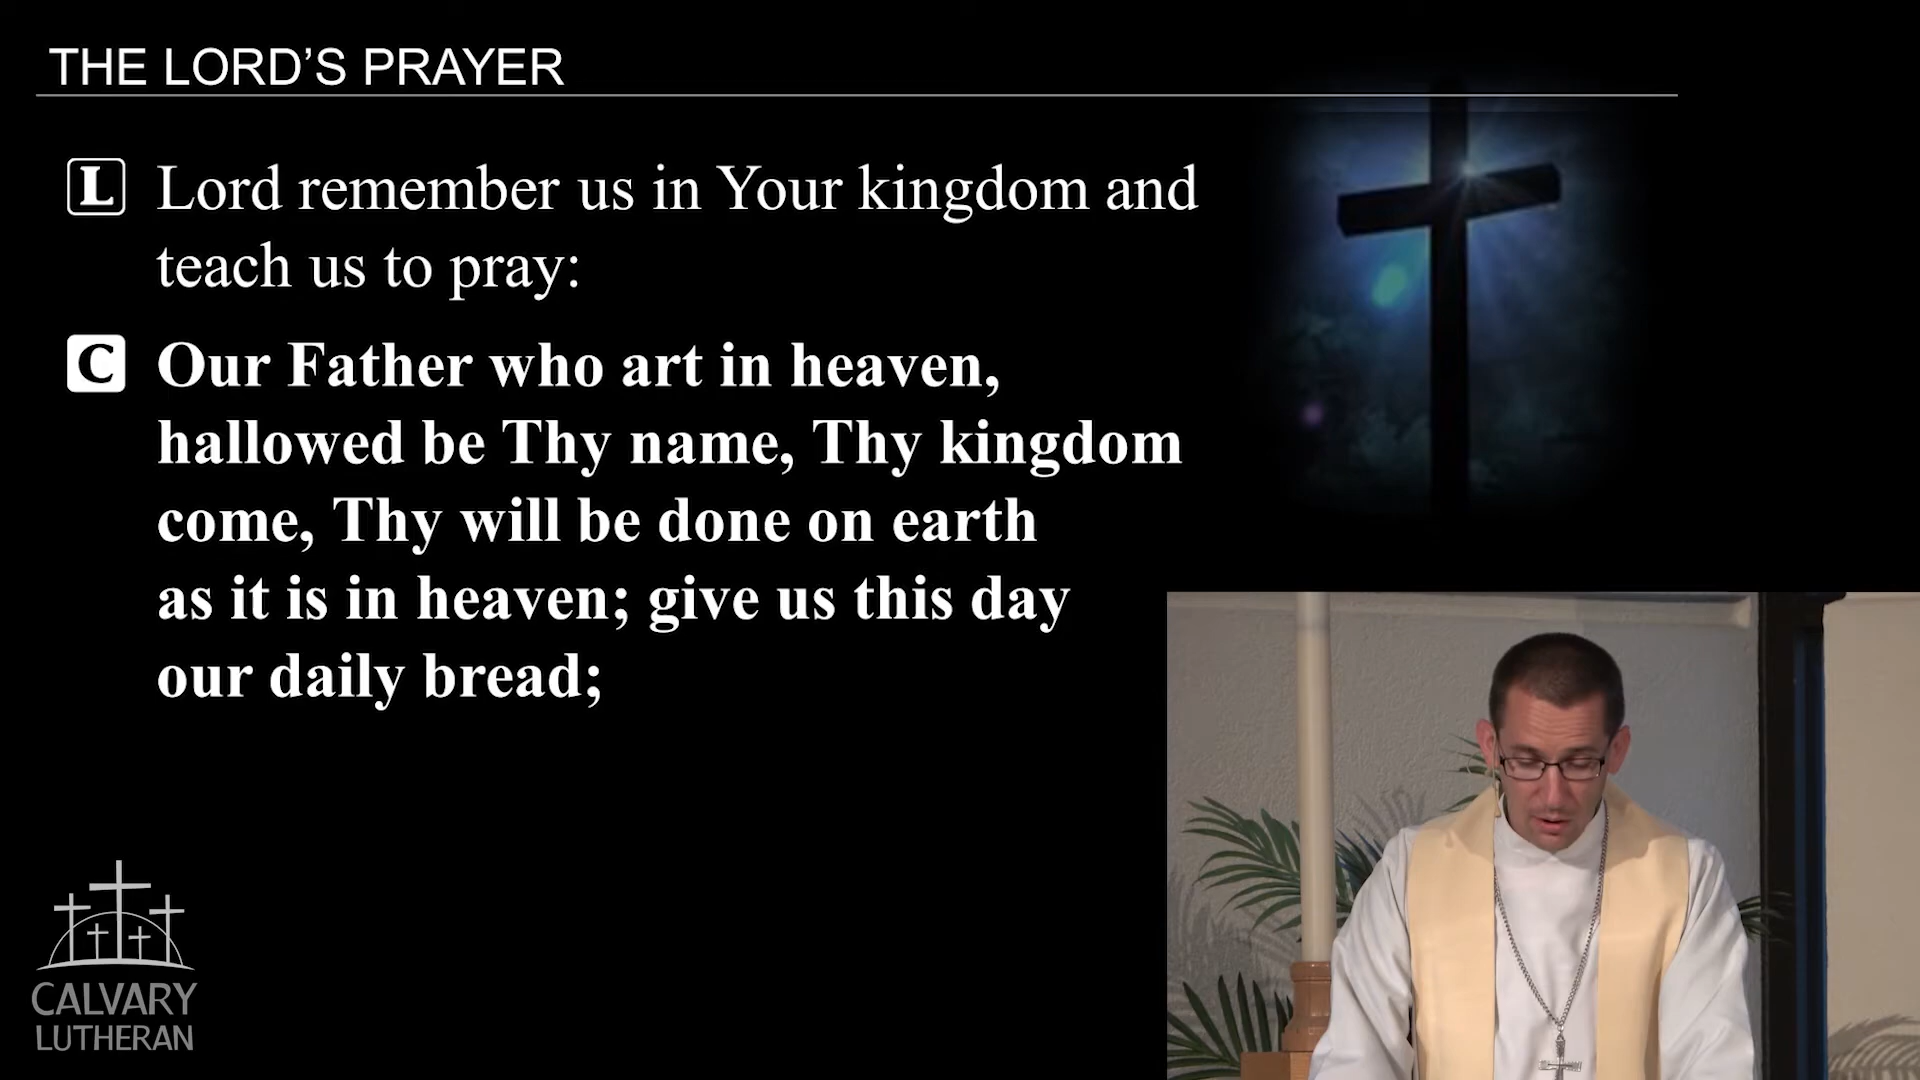 THE LORD’S PRAYER
L Lord remember us in Your kingdom and
teach us to pray:
C Our Father who art in heaven,
hallowed be Thy name, Thy kingdom
come, Thy will be done on earth
as it is in heaven; give us this day
our daily bread;
CALVARY
LUTHERAN